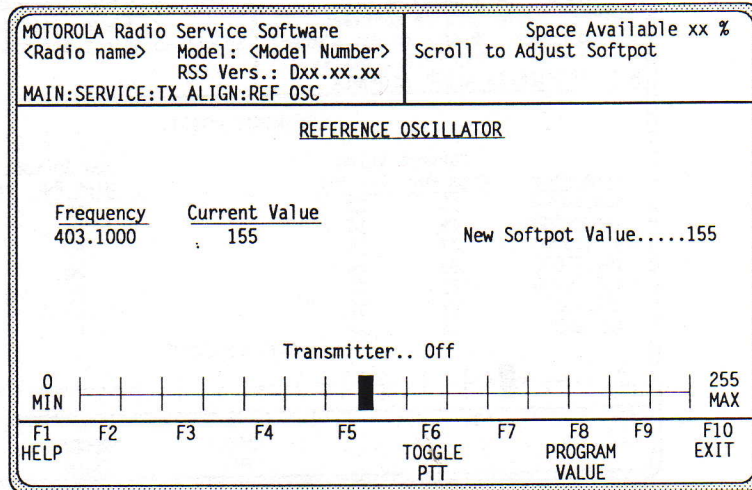 MOTOROLA Radio Service Software
<Radio name> Model: <Model Number>
RSS Vers.: Dxx.xx.xx
MAIN:SERVICE:TX ALIGN:REF OSC
Space Available xx %
Scroll to Adjust Softpot
REFERENCE OSCILLATOR
Frequency Current Value
403.1000 155
New Softpot Value.....155
Transmitter.. Off
0 255
MIN MAX
F1 F2 F3 F4 F5 F6 F7 F8 F9 F10
HELP TOGGLE PROGRAM EXIT
PTT VALUE